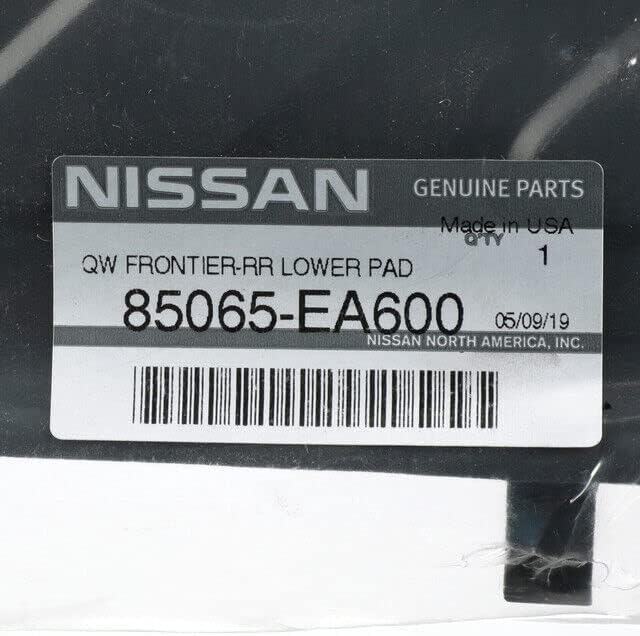 NISSAN GENUINE PARTS
Made in USA
Q'TY
QW FRONTIER-RR LOWER PAD 1
85065-EA600 05/09/19
NISSAN NORTH AMERICA, INC.